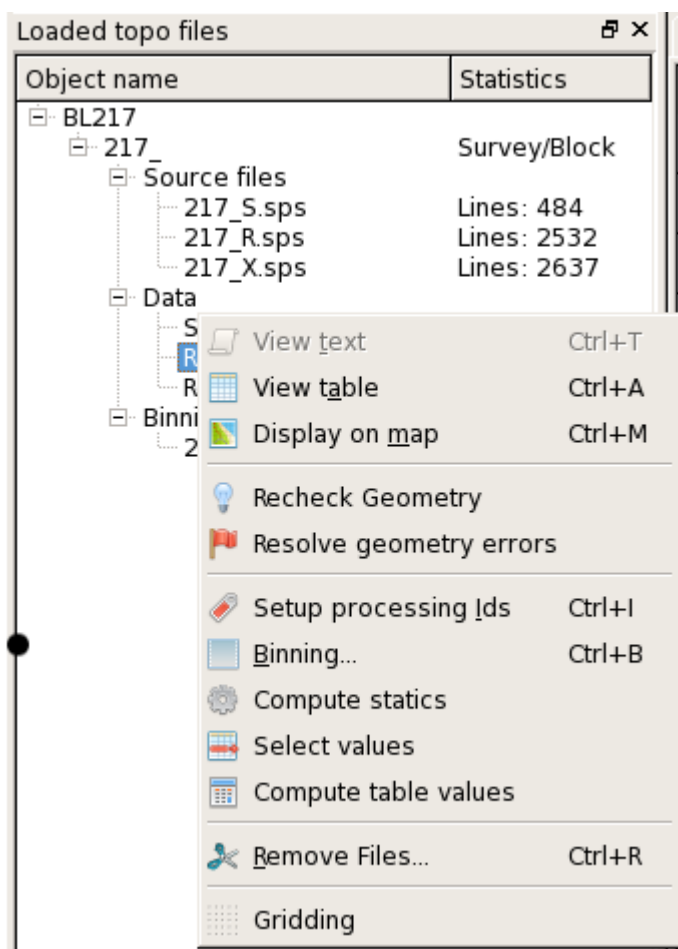 Loaded topo files
Object name Statistics
BL217
217_ Survey/Block
Source files
217_S.sps Lines: 484
217_R.sps Lines: 2532
217_X.sps Lines: 2637
Data
S
R
R
Binni
2
View text Ctrl+T
View table Ctrl+A
Display on map Ctrl+M
Recheck Geometry
Resolve geometry errors
Setup processing Ids Ctrl+I
Binning... Ctrl+B
Compute statics
Select values
Compute table values
Remove Files... Ctrl+R
Gridding